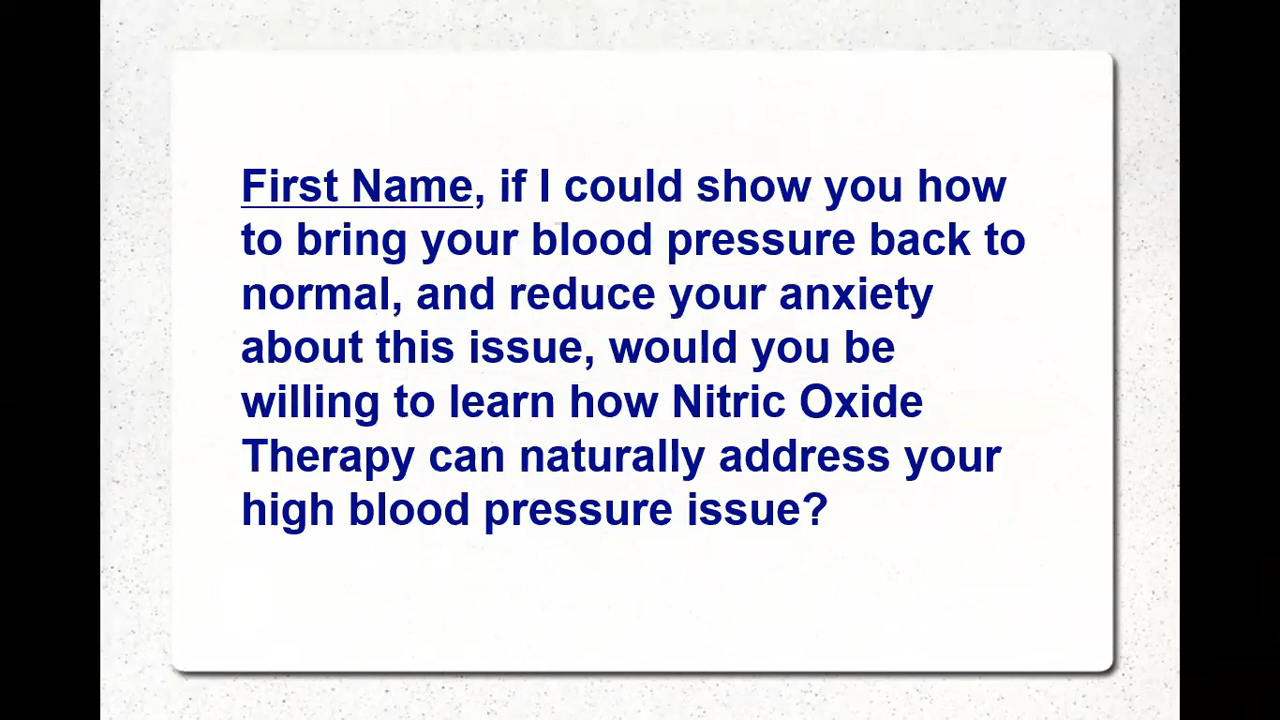 First Name, if I could show you how
to bring your blood pressure back to
normal, and reduce your anxiety
about this issue, would you be
willing to learn how Nitric Oxide
Therapy can naturally address your
high blood pressure issue?